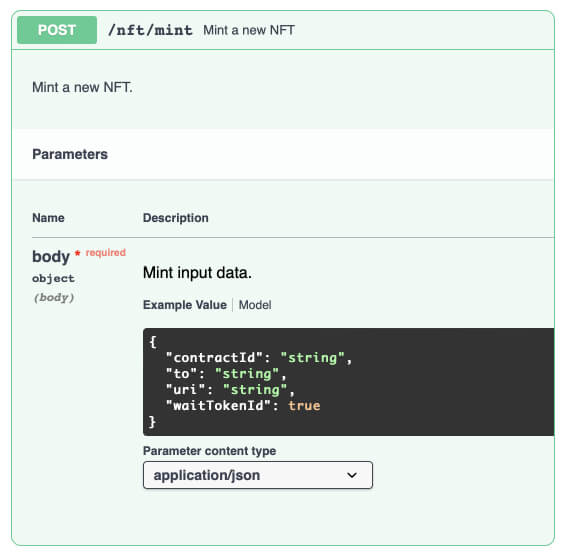 POST /nft/mint Mint a new NFT
Mint a new NFT.
Parameters
Name Description
body * required
object
(body)
Mint input data.
Example Value Model
{
  "contractId": "string",
  "to": "string",
  "uri": "string",
  "waitTokenId": true
}
Parameter content type
application/json